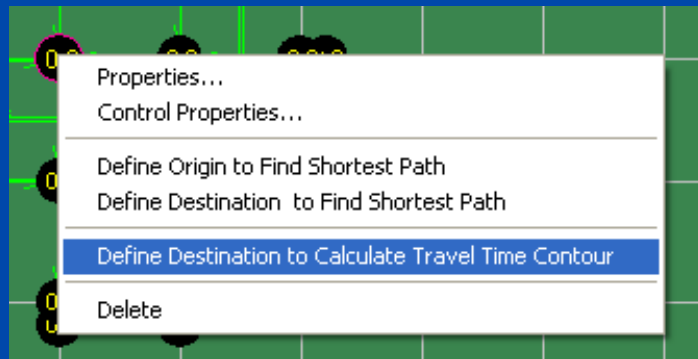 Properties...
Control Properties...
Define Origin to Find Shortest Path
Define Destination  to Find Shortest Path
Define Destination to Calculate Travel Time Contour
Delete